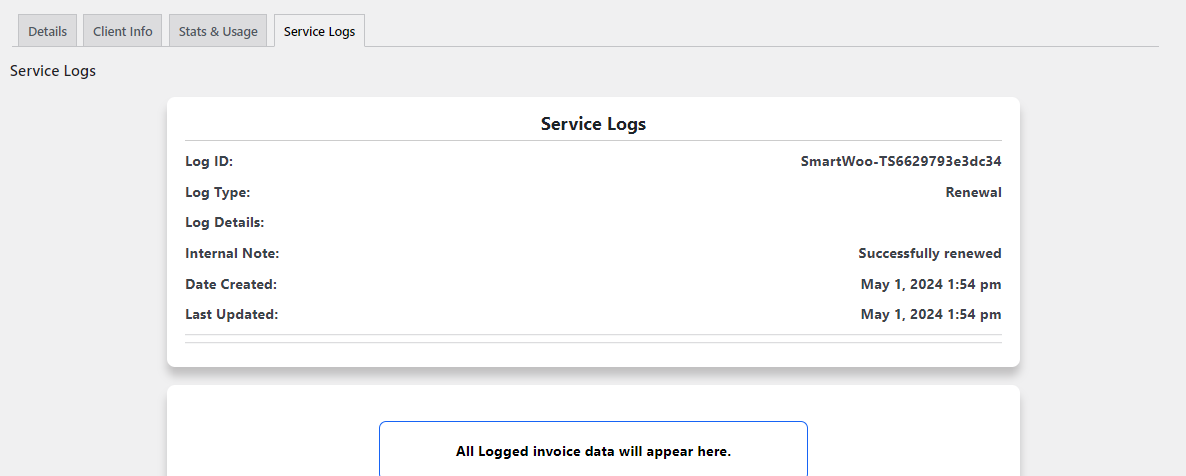 Details Client Info Stats & Usage Service Logs
Service Logs
Service Logs
Log ID: SmartWoo-TS6629793e3dc34
Log Type: Renewal
Log Details:
Internal Note: Successfully renewed
Date Created: May 1, 2024 1:54 pm
Last Updated: May 1, 2024 1:54 pm
All Logged invoice data will appear here.